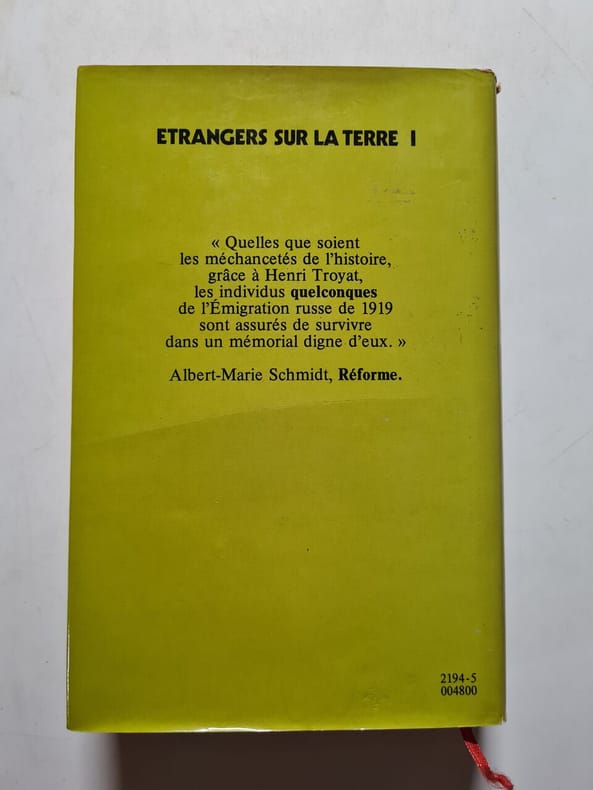 ETRANGERS SUR LA TERRE I
« Quelles que soient
les méchancetés de l'histoire,
grâce à Henri Troyat,
les individus quelconques
de l'Émigration russe de 1919
sont assurés de survivre
dans un mémorial digne d'eux. »
Albert-Marie Schmidt, Réforme.
2194-5
004800